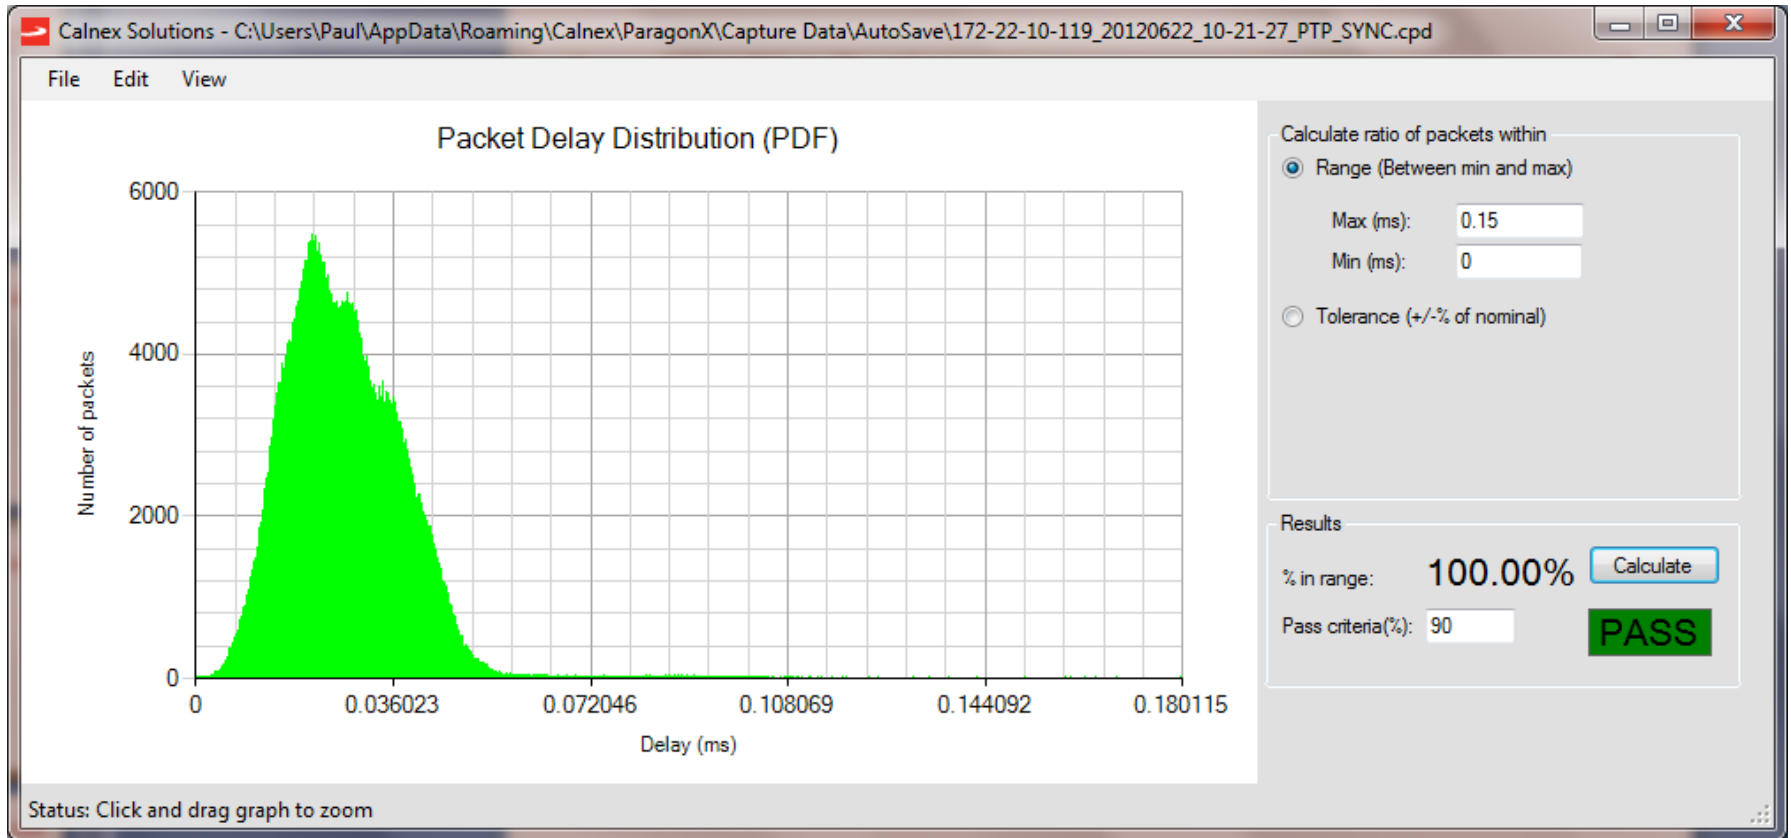 Calnex Solutions - C:\Users\Paul\AppData\Roaming\Calnex\ParagonX\Capture Data\AutoSave\172-22-10-119_20120622_10-21-27_PTP_SYNC.cpd
File Edit View
Packet Delay Distribution (PDF)
6000
4000
2000
0
Number of packets
0 0.036023 0.072046 0.108069 0.144092 0.180115
Delay (ms)
Calculate ratio of packets within
Range (Between min and max)
Max (ms): 0.15
Min (ms): 0
Tolerance (+/-% of nominal)
Results
% in range: 100.00% Calculate
Pass criteria(%): 90 PASS
Status: Click and drag graph to zoom